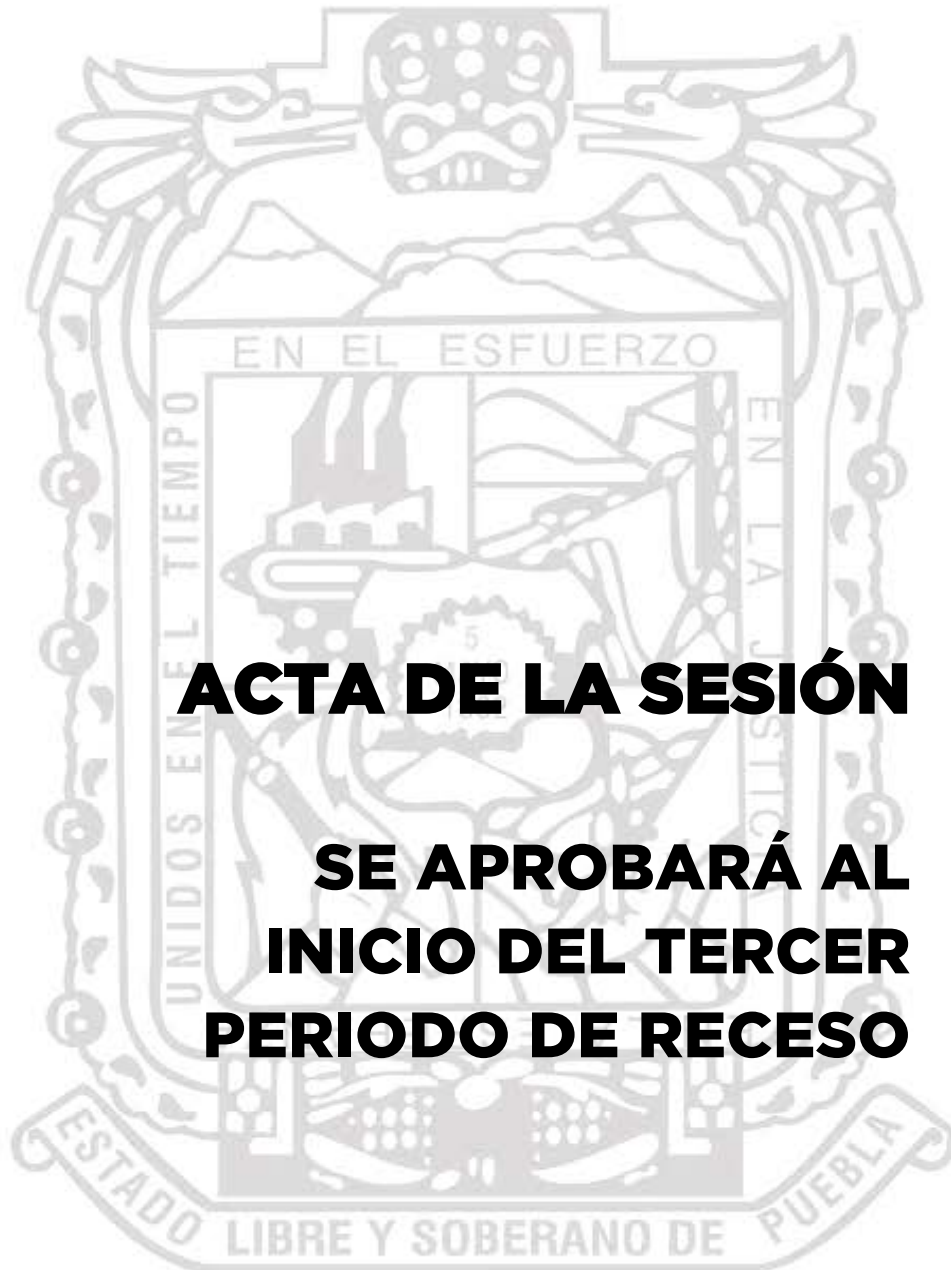 EN EL ESFUERZO
UNIDOS EN EL TIEMPO
EN LA JUSTICIA
5
ACTA DE LA SESIÓN
SE APROBARÁ AL
INICIO DEL TERCER
PERIODO DE RECESO
ESTADO LIBRE Y SOBERANO DE PUEBLA